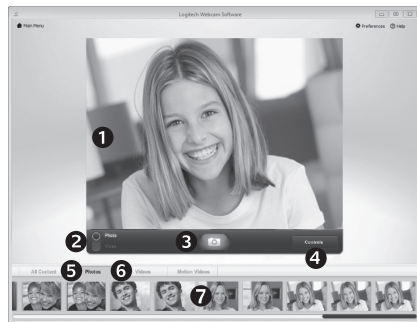 Logitech Webcam Software
Main Menu
Preferences Help
1
Photo
2
Video
3
Controls
4
All Content Photos Videos Motion Videos
5 6
7